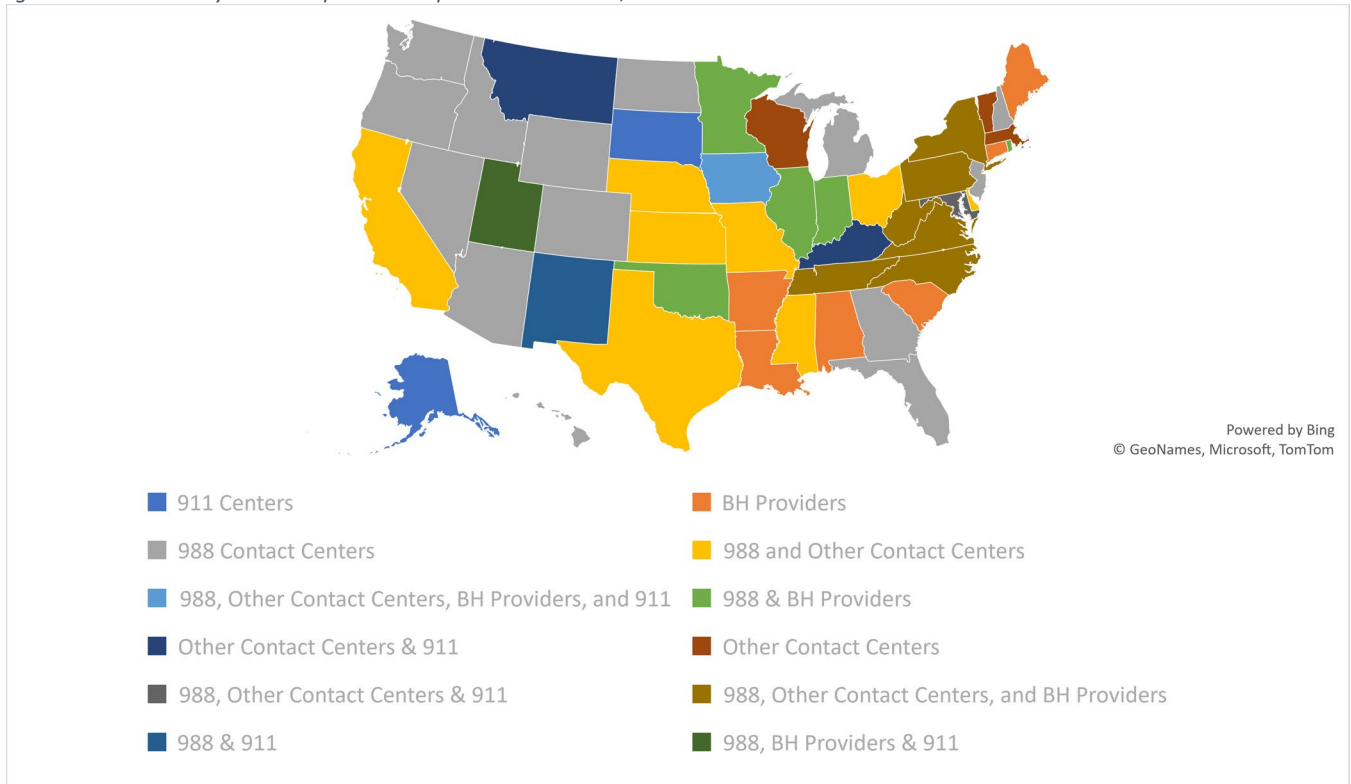 Powered by Bing
© GeoNames, Microsoft, TomTom
911 Centers
BH Providers
988 Contact Centers
988 and Other Contact Centers
988, Other Contact Centers, BH Providers, and 911
988 & BH Providers
Other Contact Centers & 911
Other Contact Centers
988, Other Contact Centers & 911
988, Other Contact Centers, and BH Providers
988 & 911
988, BH Providers & 911